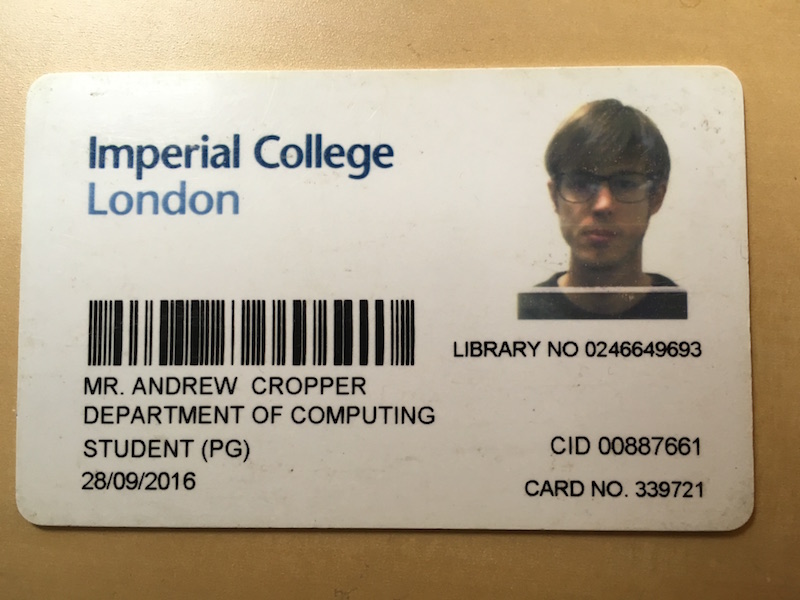 Imperial College
London
LIBRARY NO 0246649693
MR. ANDREW CROPPER
DEPARTMENT OF COMPUTING
STUDENT (PG)
CID 00887661
28/09/2016
CARD NO. 339721